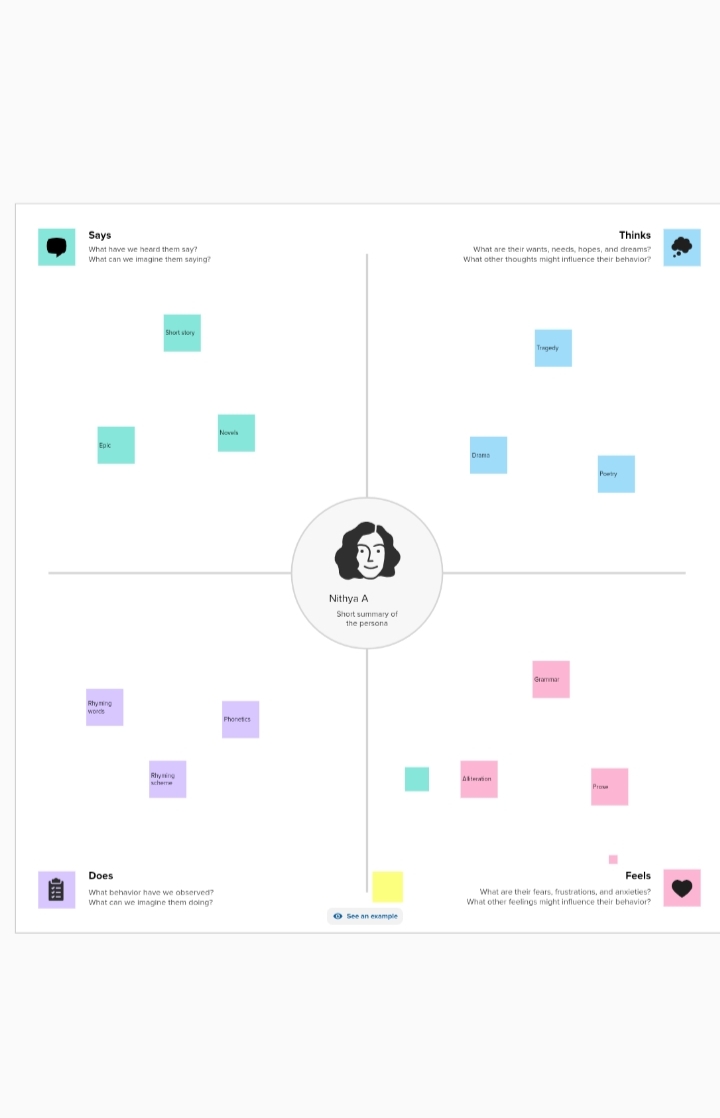 Says
What have we heard them say?
What can we imagine them saying?
Thinks
What are their wants, needs, hopes, and dreams?
What other thoughts might influence their behavior?
Short story
Epic
Novels
Tragedy
Drama
Poetry
Nithya A
Short summary of
the persona
Rhyming
words
Phonetics
Rhyming
scheme
Grammar
Alliteration
Prose
Does
What behavior have we observed?
What can we imagine them doing?
See an example
Feels
What are their fears, frustrations, and anxieties?
What other feelings might influence their behavior?